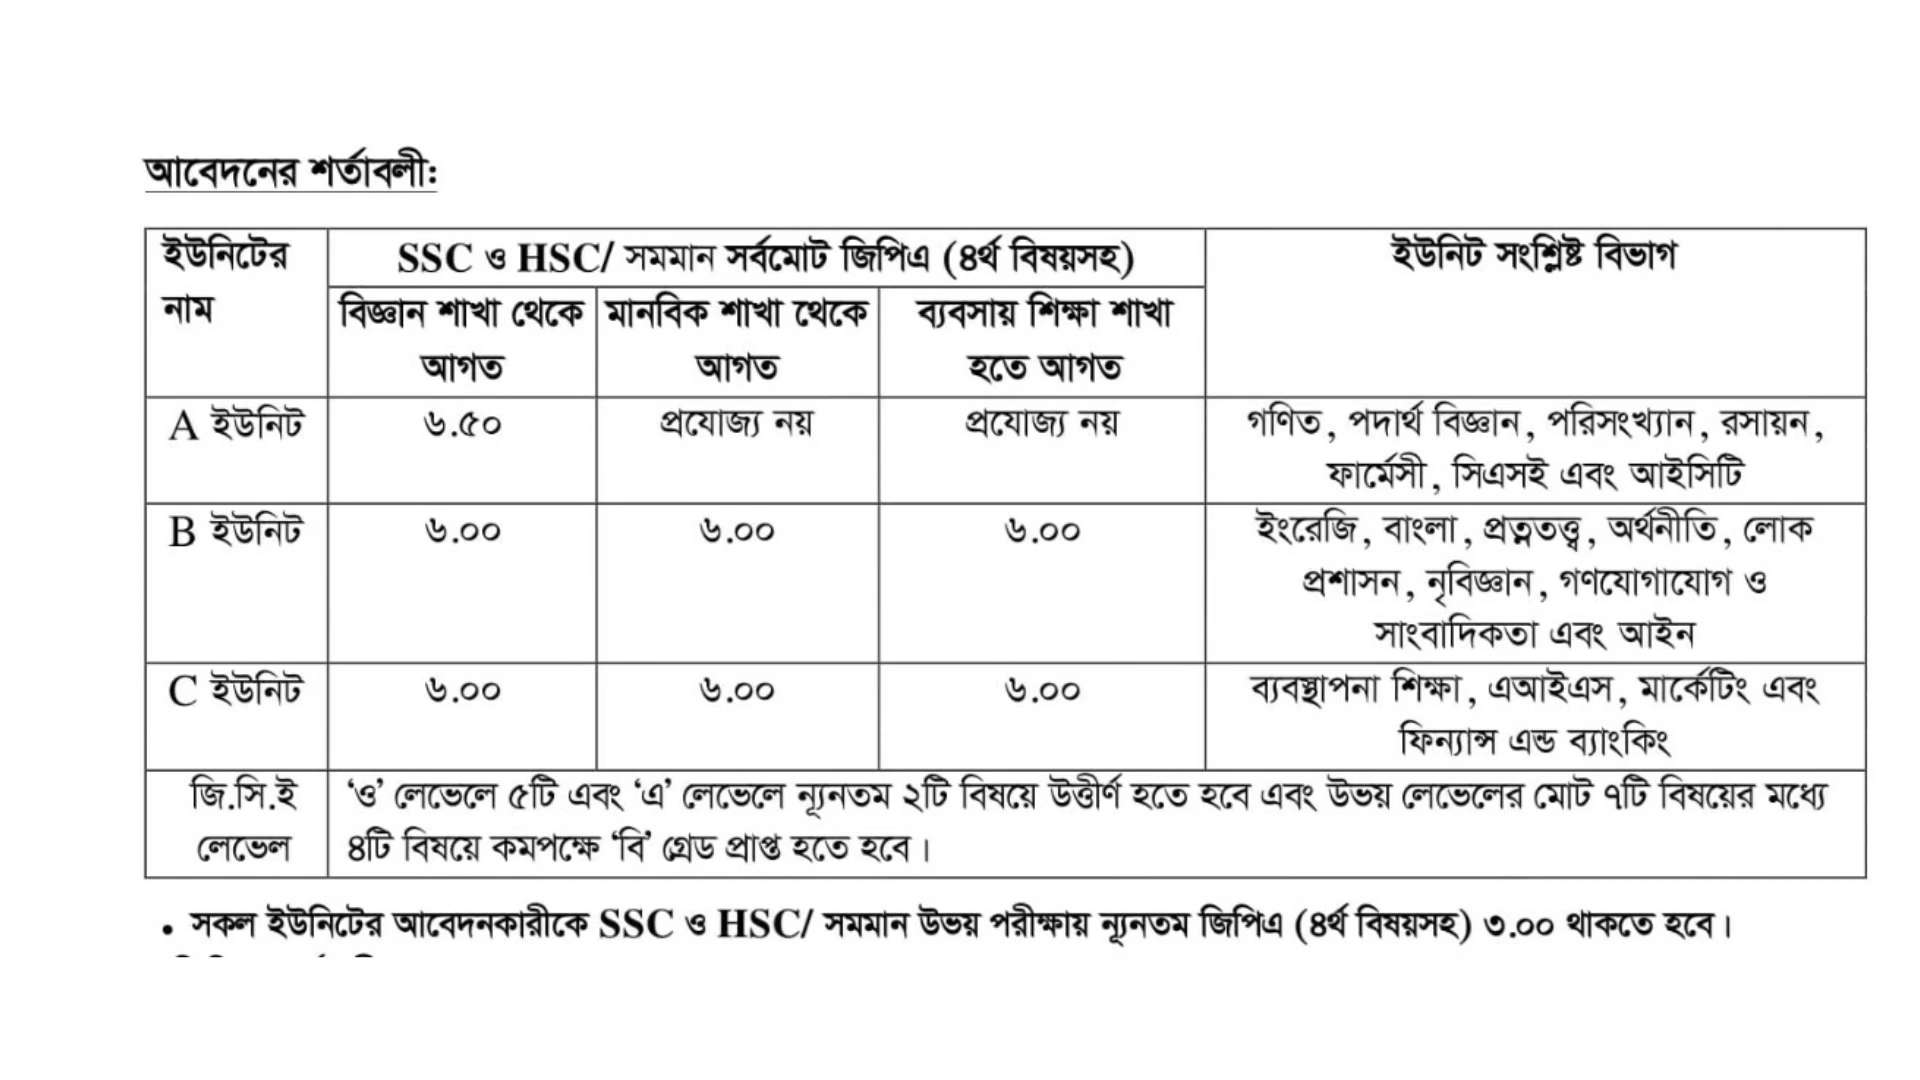 আবেদনের শর্তাবলী:
ইউনিটের নাম
SSC ও HSC/ সমমান সর্বমোট জিপিএ (৪র্থ বিষয়সহ)
ইউনিট সংশ্লিষ্ট বিভাগ
বিজ্ঞান শাখা থেকে আগত
মানবিক শাখা থেকে আগত
ব্যবসায় শিক্ষা শাখা হতে আগত
A ইউনিট
৬.৫০
প্রযোজ্য নয়
প্রযোজ্য নয়
গণিত, পদার্থ বিজ্ঞান, পরিসংখ্যান, রসায়ন,
ফার্মেসী, সিএসই এবং আইসিটি
B ইউনিট
৬.০০
৬.০০
৬.০০
ইংরেজি, বাংলা, প্রত্নতত্ত্ব, অর্থনীতি, লোক
প্রশাসন, নৃবিজ্ঞান, গণযোগাযোগ ও
সাংবাদিকতা এবং আইন
C ইউনিট
৬.০০
৬.০০
৬.০০
ব্যবস্থাপনা শিক্ষা, এআইএস, মার্কেটিং এবং
ফিন্যান্স এন্ড ব্যাংকিং
জি.সি.ই
লেভেল
‘ও’ লেভেলে ৫টি এবং ‘এ’ লেভেলে ন্যূনতম ২টি বিষয়ে উত্তীর্ণ হতে হবে এবং উভয় লেভেলের মোট ৭টি বিষয়ের মধ্যে
৪টি বিষয়ে কমপক্ষে ‘বি’ গ্রেড প্রাপ্ত হতে হবে।
• সকল ইউনিটের আবেদনকারীকে SSC ও HSC/ সমমান উভয় পরীক্ষায় ন্যূনতম জিপিএ (৪র্থ বিষয়সহ) ৩.০০ থাকতে হবে।